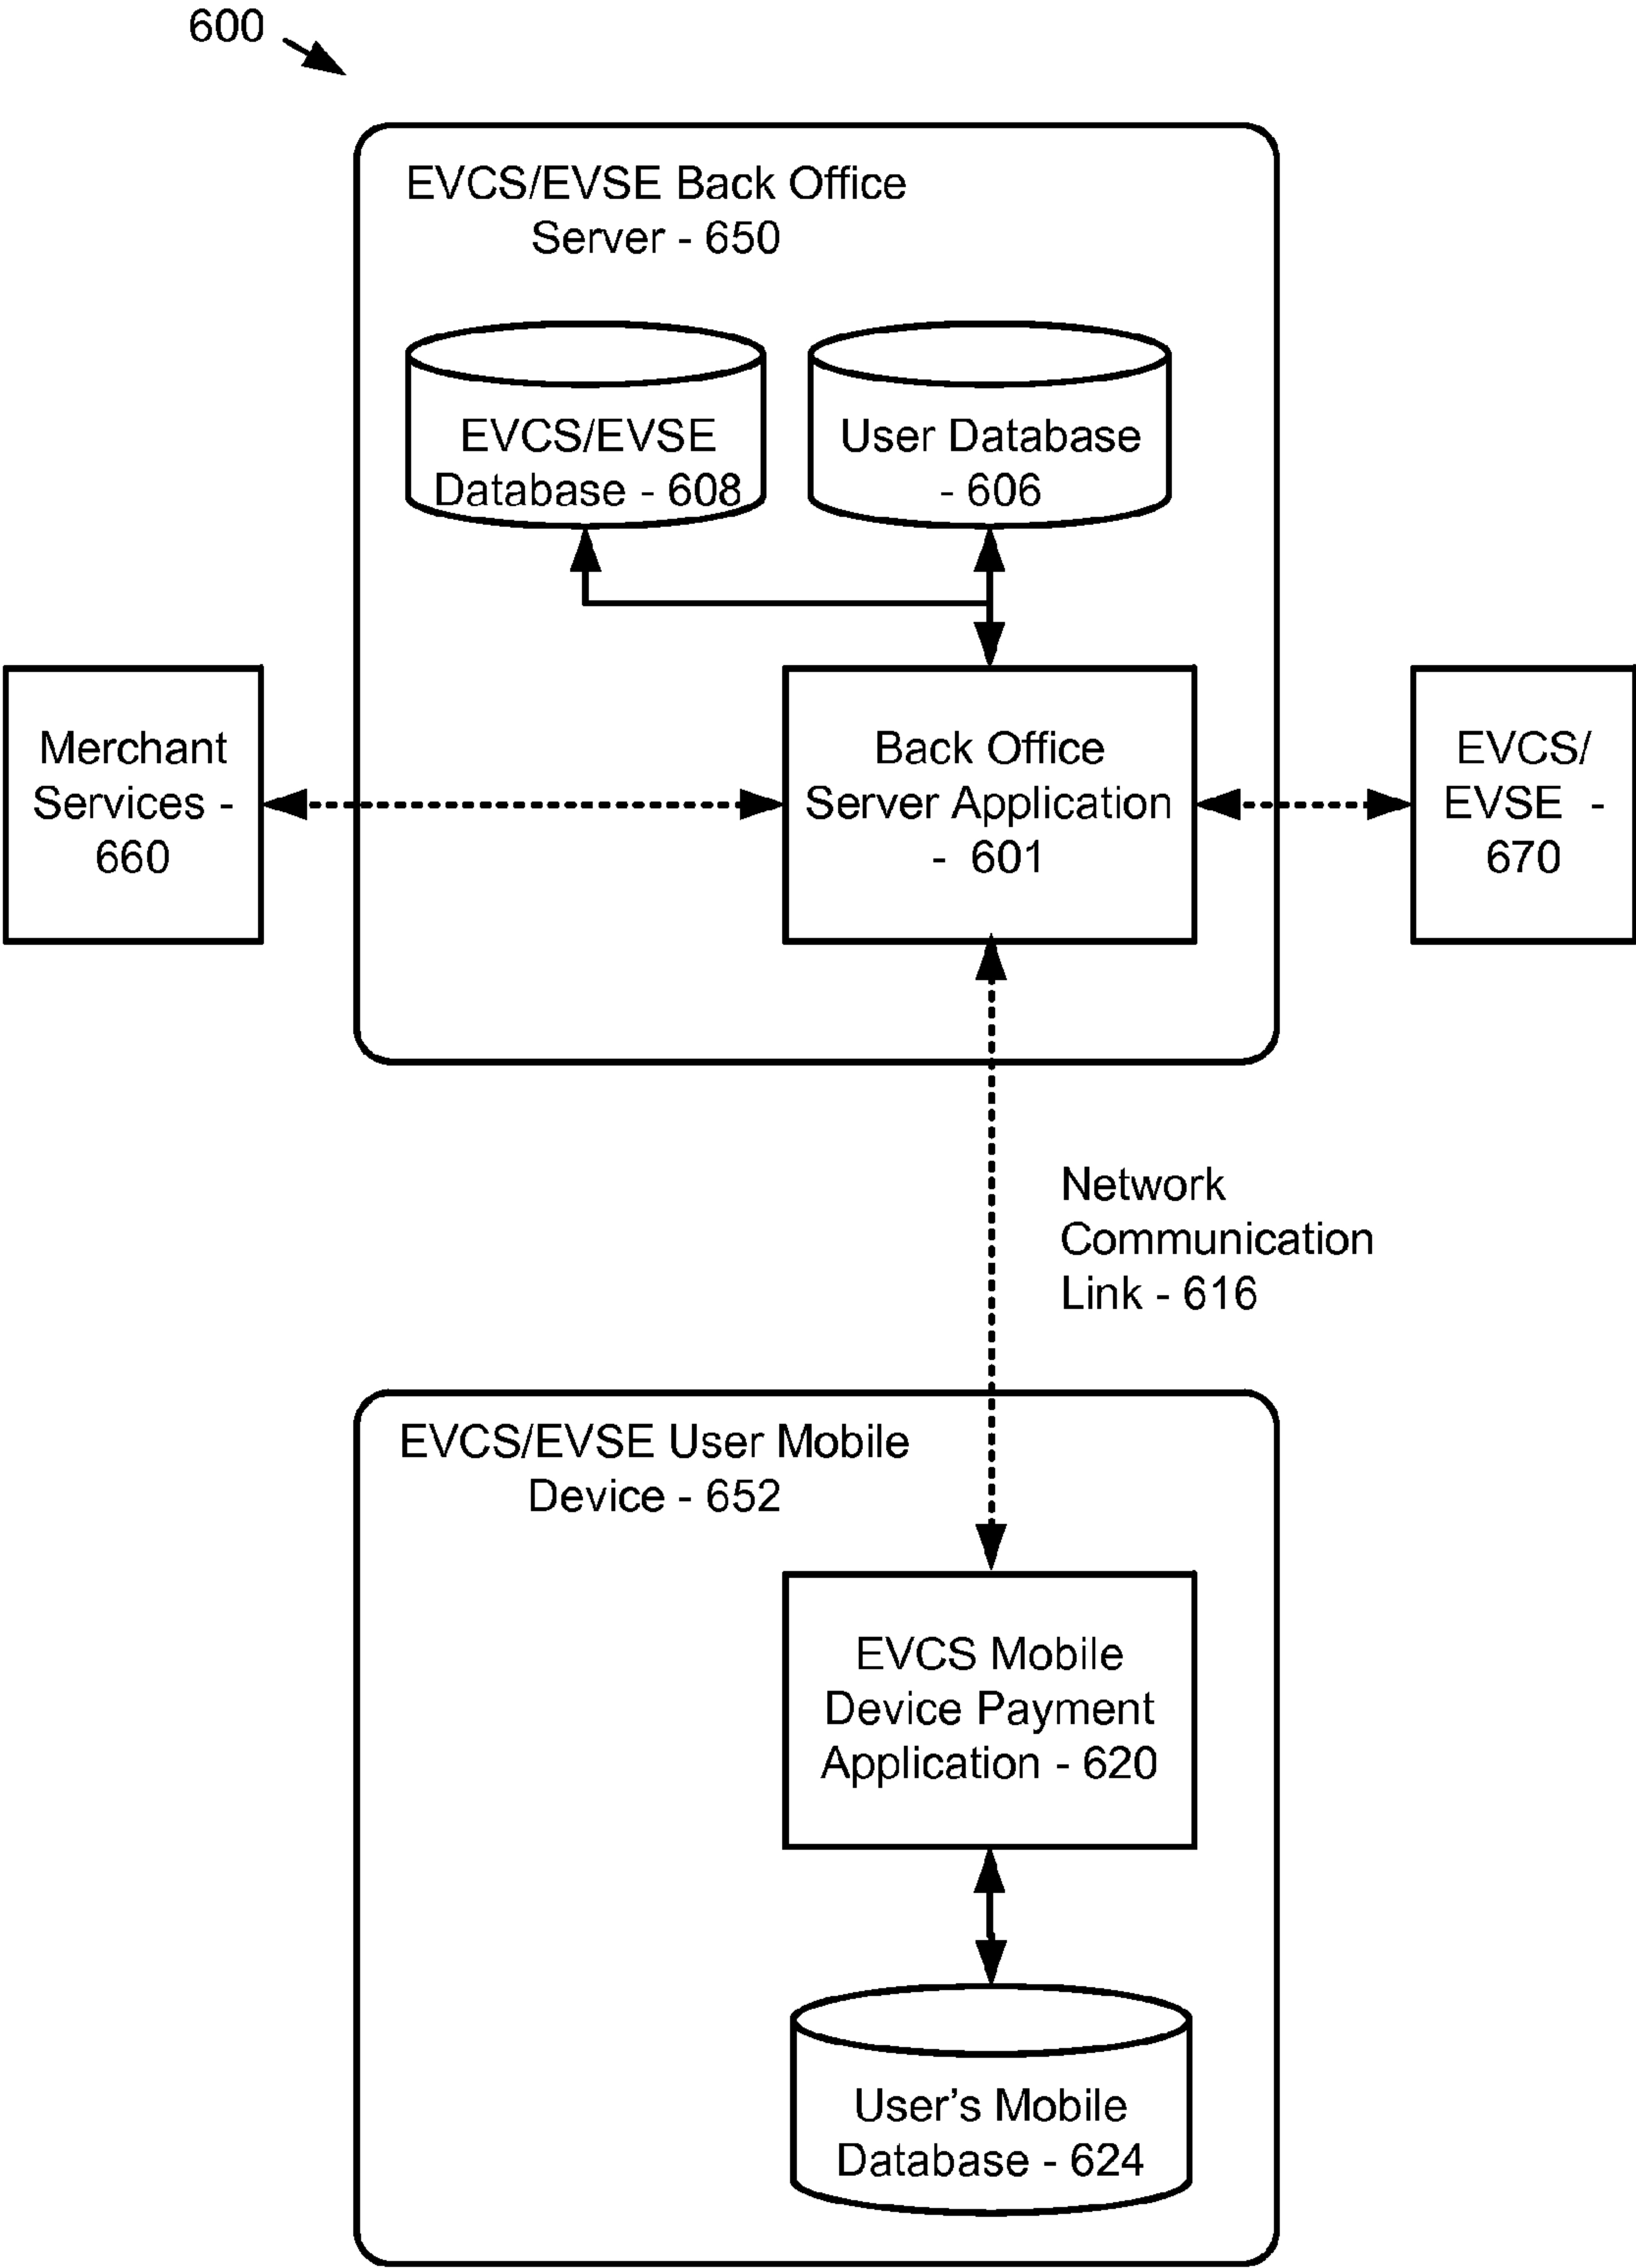 600
EVCS/EVSE Back Office
Server - 650
EVCS/EVSE
Database - 608
User Database
- 606
Merchant
Services -
660
Back Office
Server Application
- 601
EVCS/
EVSE -
670
Network
Communication
Link - 616
EVCS/EVSE User Mobile
Device - 652
EVCS Mobile
Device Payment
Application - 620
User's Mobile
Database - 624